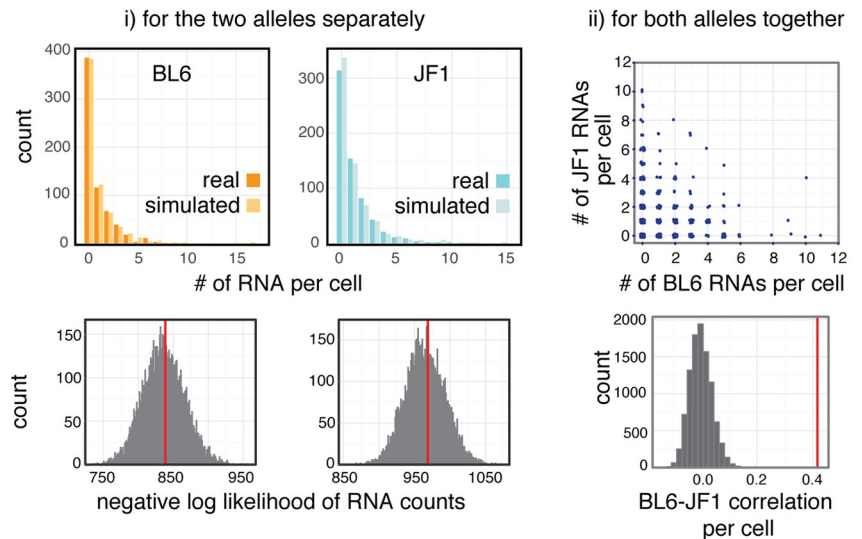 i) for the two alleles separately
ii) for both alleles together
BL6
JF1
count
400
300
200
100
0
real
simulated
0 5 10 15
300
200
100
0
real
simulated
0 5 10 15
# of RNA per cell
# of JF1 RNAs
per cell
12
10
8
6
4
2
0
0 2 4 6 8 10 12
# of BL6 RNAs per cell
count
150
100
50
0
750 850 950
150
100
50
0
850 950 1050
negative log likelihood of RNA counts
count
2000
1500
1000
500
0
0.0 0.2 0.4
BL6-JF1 correlation
per cell